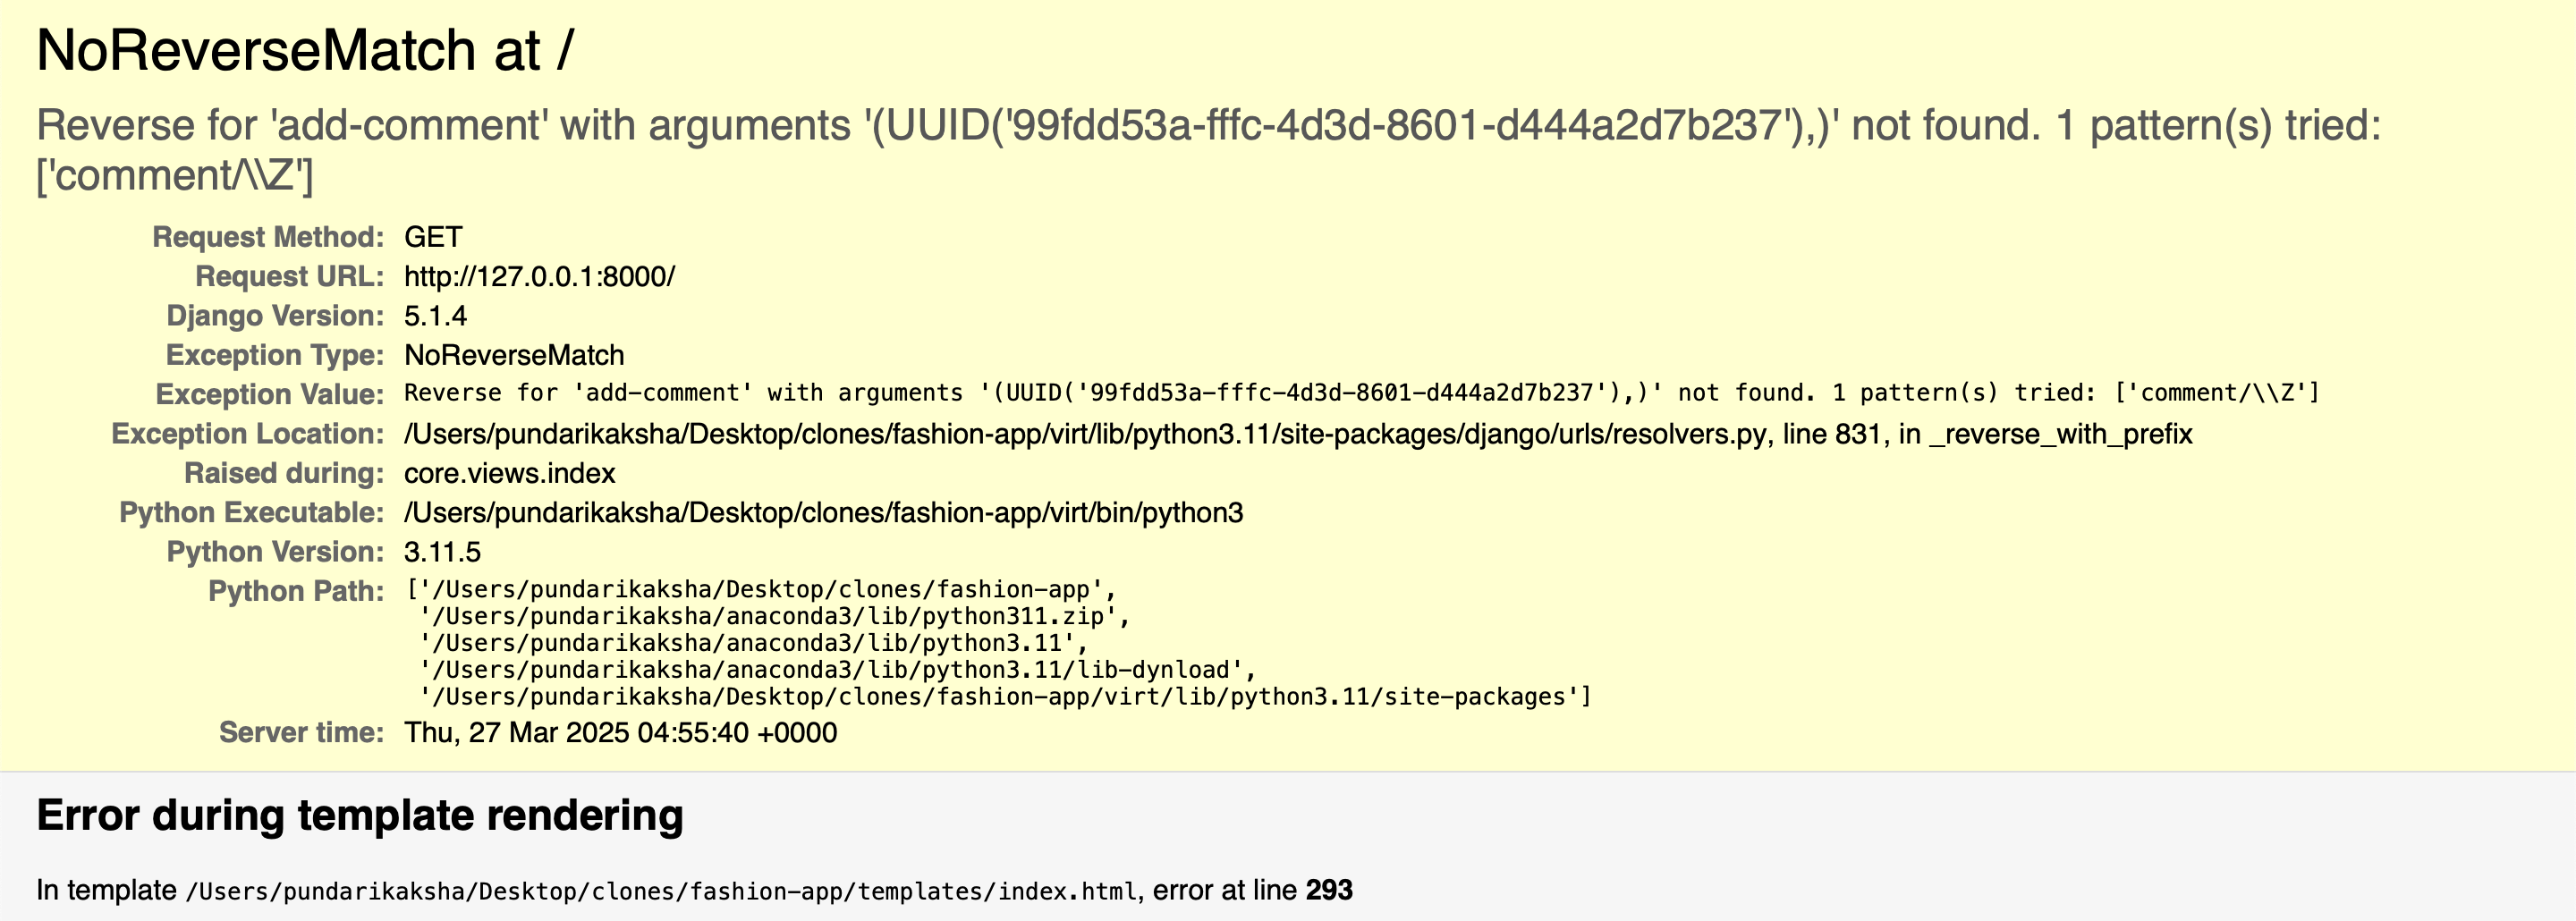 NoReverseMatch at /
Reverse for 'add-comment' with arguments '(UUID('99fdd53a-fffc-4d3d-8601-d444a2d7b237'),)' not found. 1 pattern(s) tried:
['comment/\\Z']
Request Method: GET
Request URL: http://127.0.0.1:8000/
Django Version: 5.1.4
Exception Type: NoReverseMatch
Exception Value: Reverse for 'add-comment' with arguments '(UUID('99fdd53a-fffc-4d3d-8601-d444a2d7b237'),)' not found. 1 pattern(s) tried: ['comment/\\Z']
Exception Location: /Users/pundarikaksha/Desktop/clones/fashion-app/virt/lib/python3.11/site-packages/django/urls/resolvers.py, line 831, in _reverse_with_prefix
Raised during: core.views.index
Python Executable: /Users/pundarikaksha/Desktop/clones/fashion-app/virt/bin/python3
Python Version: 3.11.5
Python Path: ['/Users/pundarikaksha/Desktop/clones/fashion-app',
'/Users/pundarikaksha/anaconda3/lib/python311.zip',
'/Users/pundarikaksha/anaconda3/lib/python3.11',
'/Users/pundarikaksha/anaconda3/lib/python3.11/lib-dynload',
'/Users/pundarikaksha/Desktop/clones/fashion-app/virt/lib/python3.11/site-packages']
Server time: Thu, 27 Mar 2025 04:55:40 +0000
Error during template rendering
In template /Users/pundarikaksha/Desktop/clones/fashion-app/templates/index.html, error at line 293